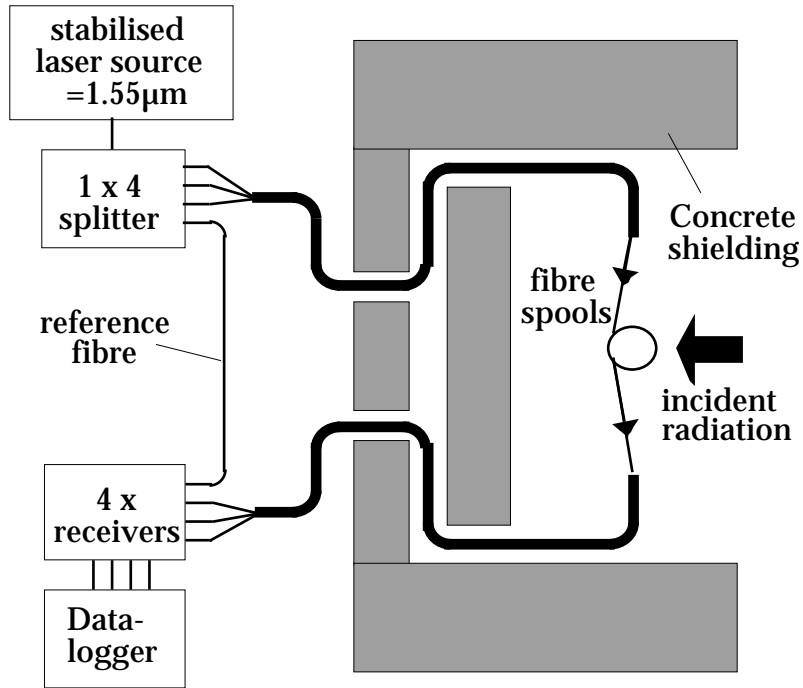 stabilised
laser source
=1.55µm
1 x 4
splitter
Concrete
shielding
fibre
spools
reference
fibre
incident
radiation
4 x
receivers
Data-
logger